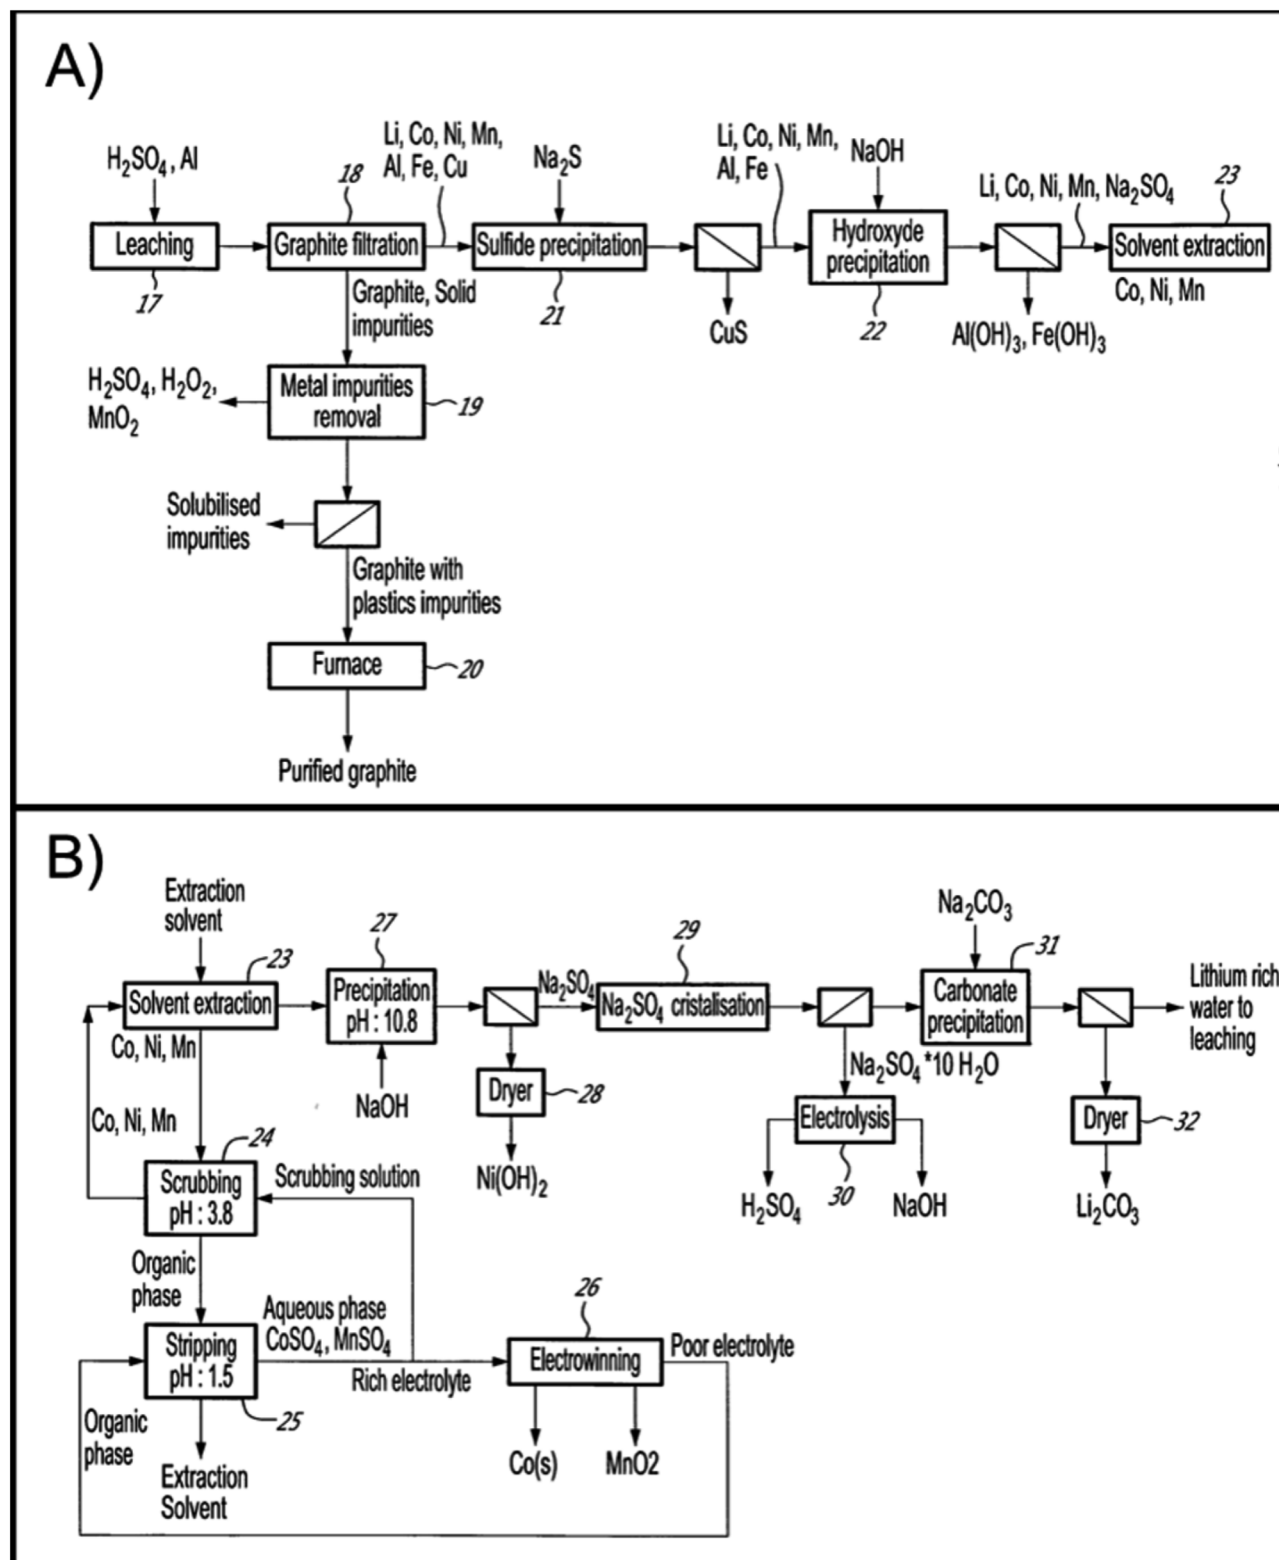 A)
H₂SO₄, Al
Leaching
17
18
Graphite filtration
Li, Co, Ni, Mn,
Al, Fe, Cu
Na₂S
Sulfide precipitation
21
Li, Co, Ni, Mn,
Al, Fe
CuS
NaOH
Hydroxyde
precipitation
22
Li, Co, Ni, Mn, Na₂SO₄
Al(OH)₃, Fe(OH)₃
23
Solvent extraction
Co, Ni, Mn
Graphite, Solid
impurities
H₂SO₄, H₂O₂,
MnO₂
Metal impurities
removal
19
Solubilised
impurities
Graphite with
plastics impurities
Furnace
20
Purified graphite
B)
Extraction
solvent
23
Solvent extraction
Co, Ni, Mn
27
Precipitation
pH : 10.8
NaOH
Na₂SO₄
Dryer
28
Ni(OH)₂
29
Na₂SO₄ cristalisation
Na₂SO₄ *10 H₂O
Electrolysis
30
H₂SO₄
NaOH
Na₂CO₃
31
Carbonate
precipitation
Lithium rich
water to
leaching
Dryer
32
Li₂CO₃
Co, Ni, Mn
24
Scrubbing
pH : 3.8
Scrubbing solution
Organic
phase
Stripping
pH : 1.5
25
Aqueous phase
CoSO₄, MnSO₄
Rich electrolyte
26
Electrowinning
Poor electrolyte
Co(s)
MnO2
Organic
phase
Extraction
Solvent